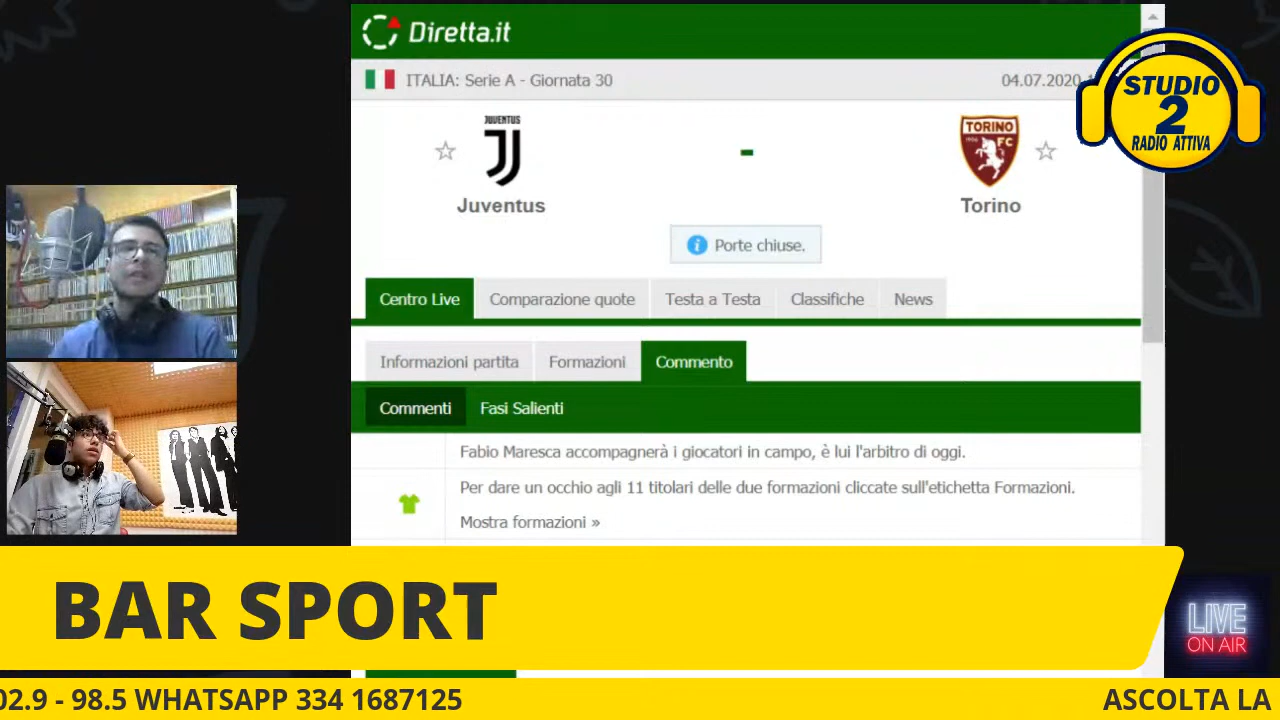 Diretta.it
ITALIA: Serie A - Giornata 30
04.07.2020
STUDIO
2
RADIO ATTIVA
JUVENTUS
TORINO
FC
-
Juventus
Torino
Porte chiuse.
Centro Live
Comparazione quote
Testa a Testa
Classifiche
News
Informazioni partita
Formazioni
Commento
Commenti
Fasi Salienti
Fabio Maresca accompagnerà i giocatori in campo, è lui l'arbitro di oggi.
Per dare un occhio agli 11 titolari delle due formazioni cliccate sull'etichetta Formazioni.
Mostra formazioni »
BAR SPORT
LIVE
ON AIR
02.9 - 98.5 WHATSAPP 334 1687125
ASCOLTA LA